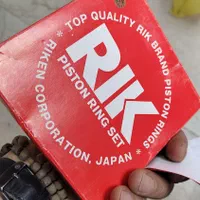 ★ TOP QUALITY RIK BRAND PISTON RINGS ★
RIK
PISTON RING SET
RIKEN CORPORATION, JAPAN